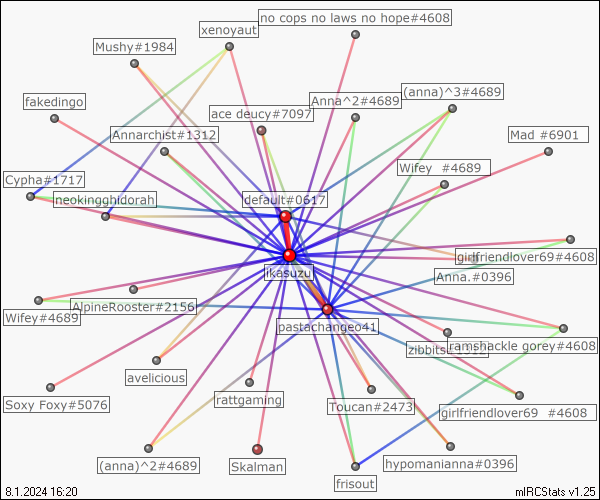 no cops no laws no hope#4608
xenoyaut
Mushy#1984
(anna)^3#4689
fakedingo
Anna^2#4689
ace deucy#7097
Annarchist#1312
Mad #6901
Wifey #4689
Cypha#1717
neokingghidorah
default#0617
girlfriendlover69#4608
ikasuzu
Anna.#0396
AlpineRooster#2156
Wifey#4689
pastachangeo41
ramshackle gorey#4608
avelicious
rattgaming
Toucan#2473
Soxy Foxy#5076
girlfriendlover69 #4608
(anna)^2#4689
Skalman
hypomanianna#0396
frisout
8.1.2024 16:20
mIRCStats v1.25